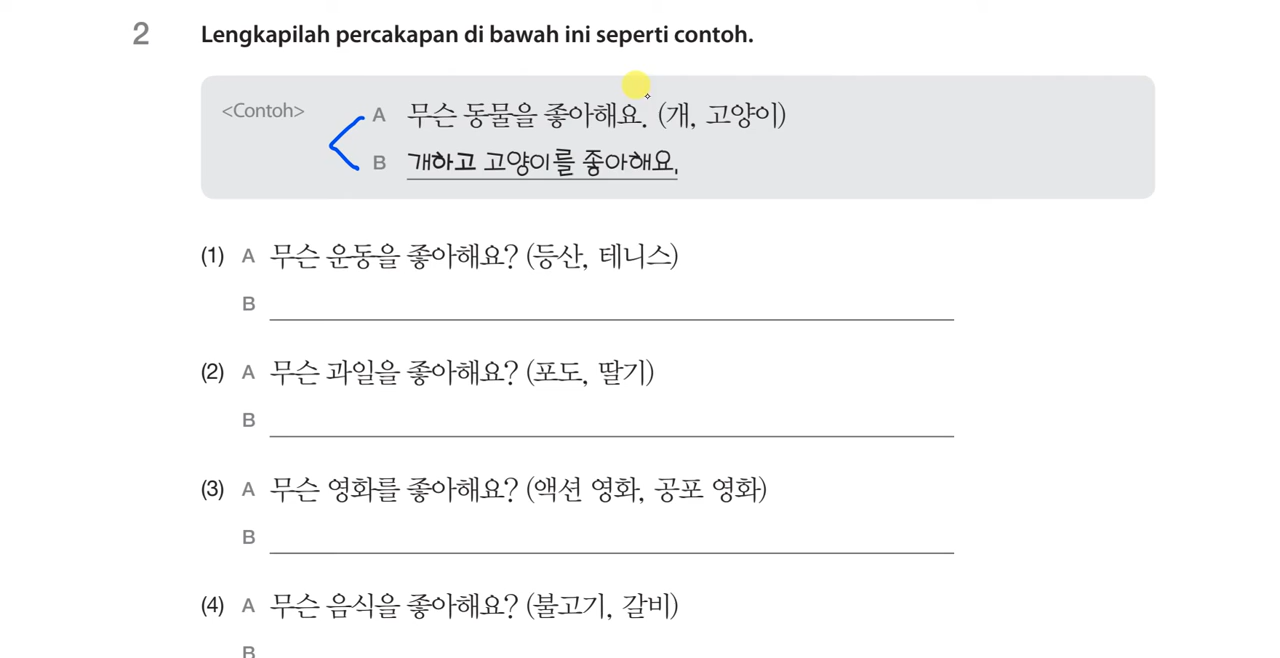 2 Lengkapilah percakapan di bawah ini seperti contoh.
<Contoh> A 무슨 동물을 좋아해요. (개, 고양이)
B 개하고 고양이를 좋아해요.
(1) A 무슨 운동을 좋아해요? (등산, 테니스)
B
(2) A 무슨 과일을 좋아해요? (포도, 딸기)
B
(3) A 무슨 영화를 좋아해요? (액션 영화, 공포 영화)
B
(4) A 무슨 음식을 좋아해요? (불고기, 갈비)
B